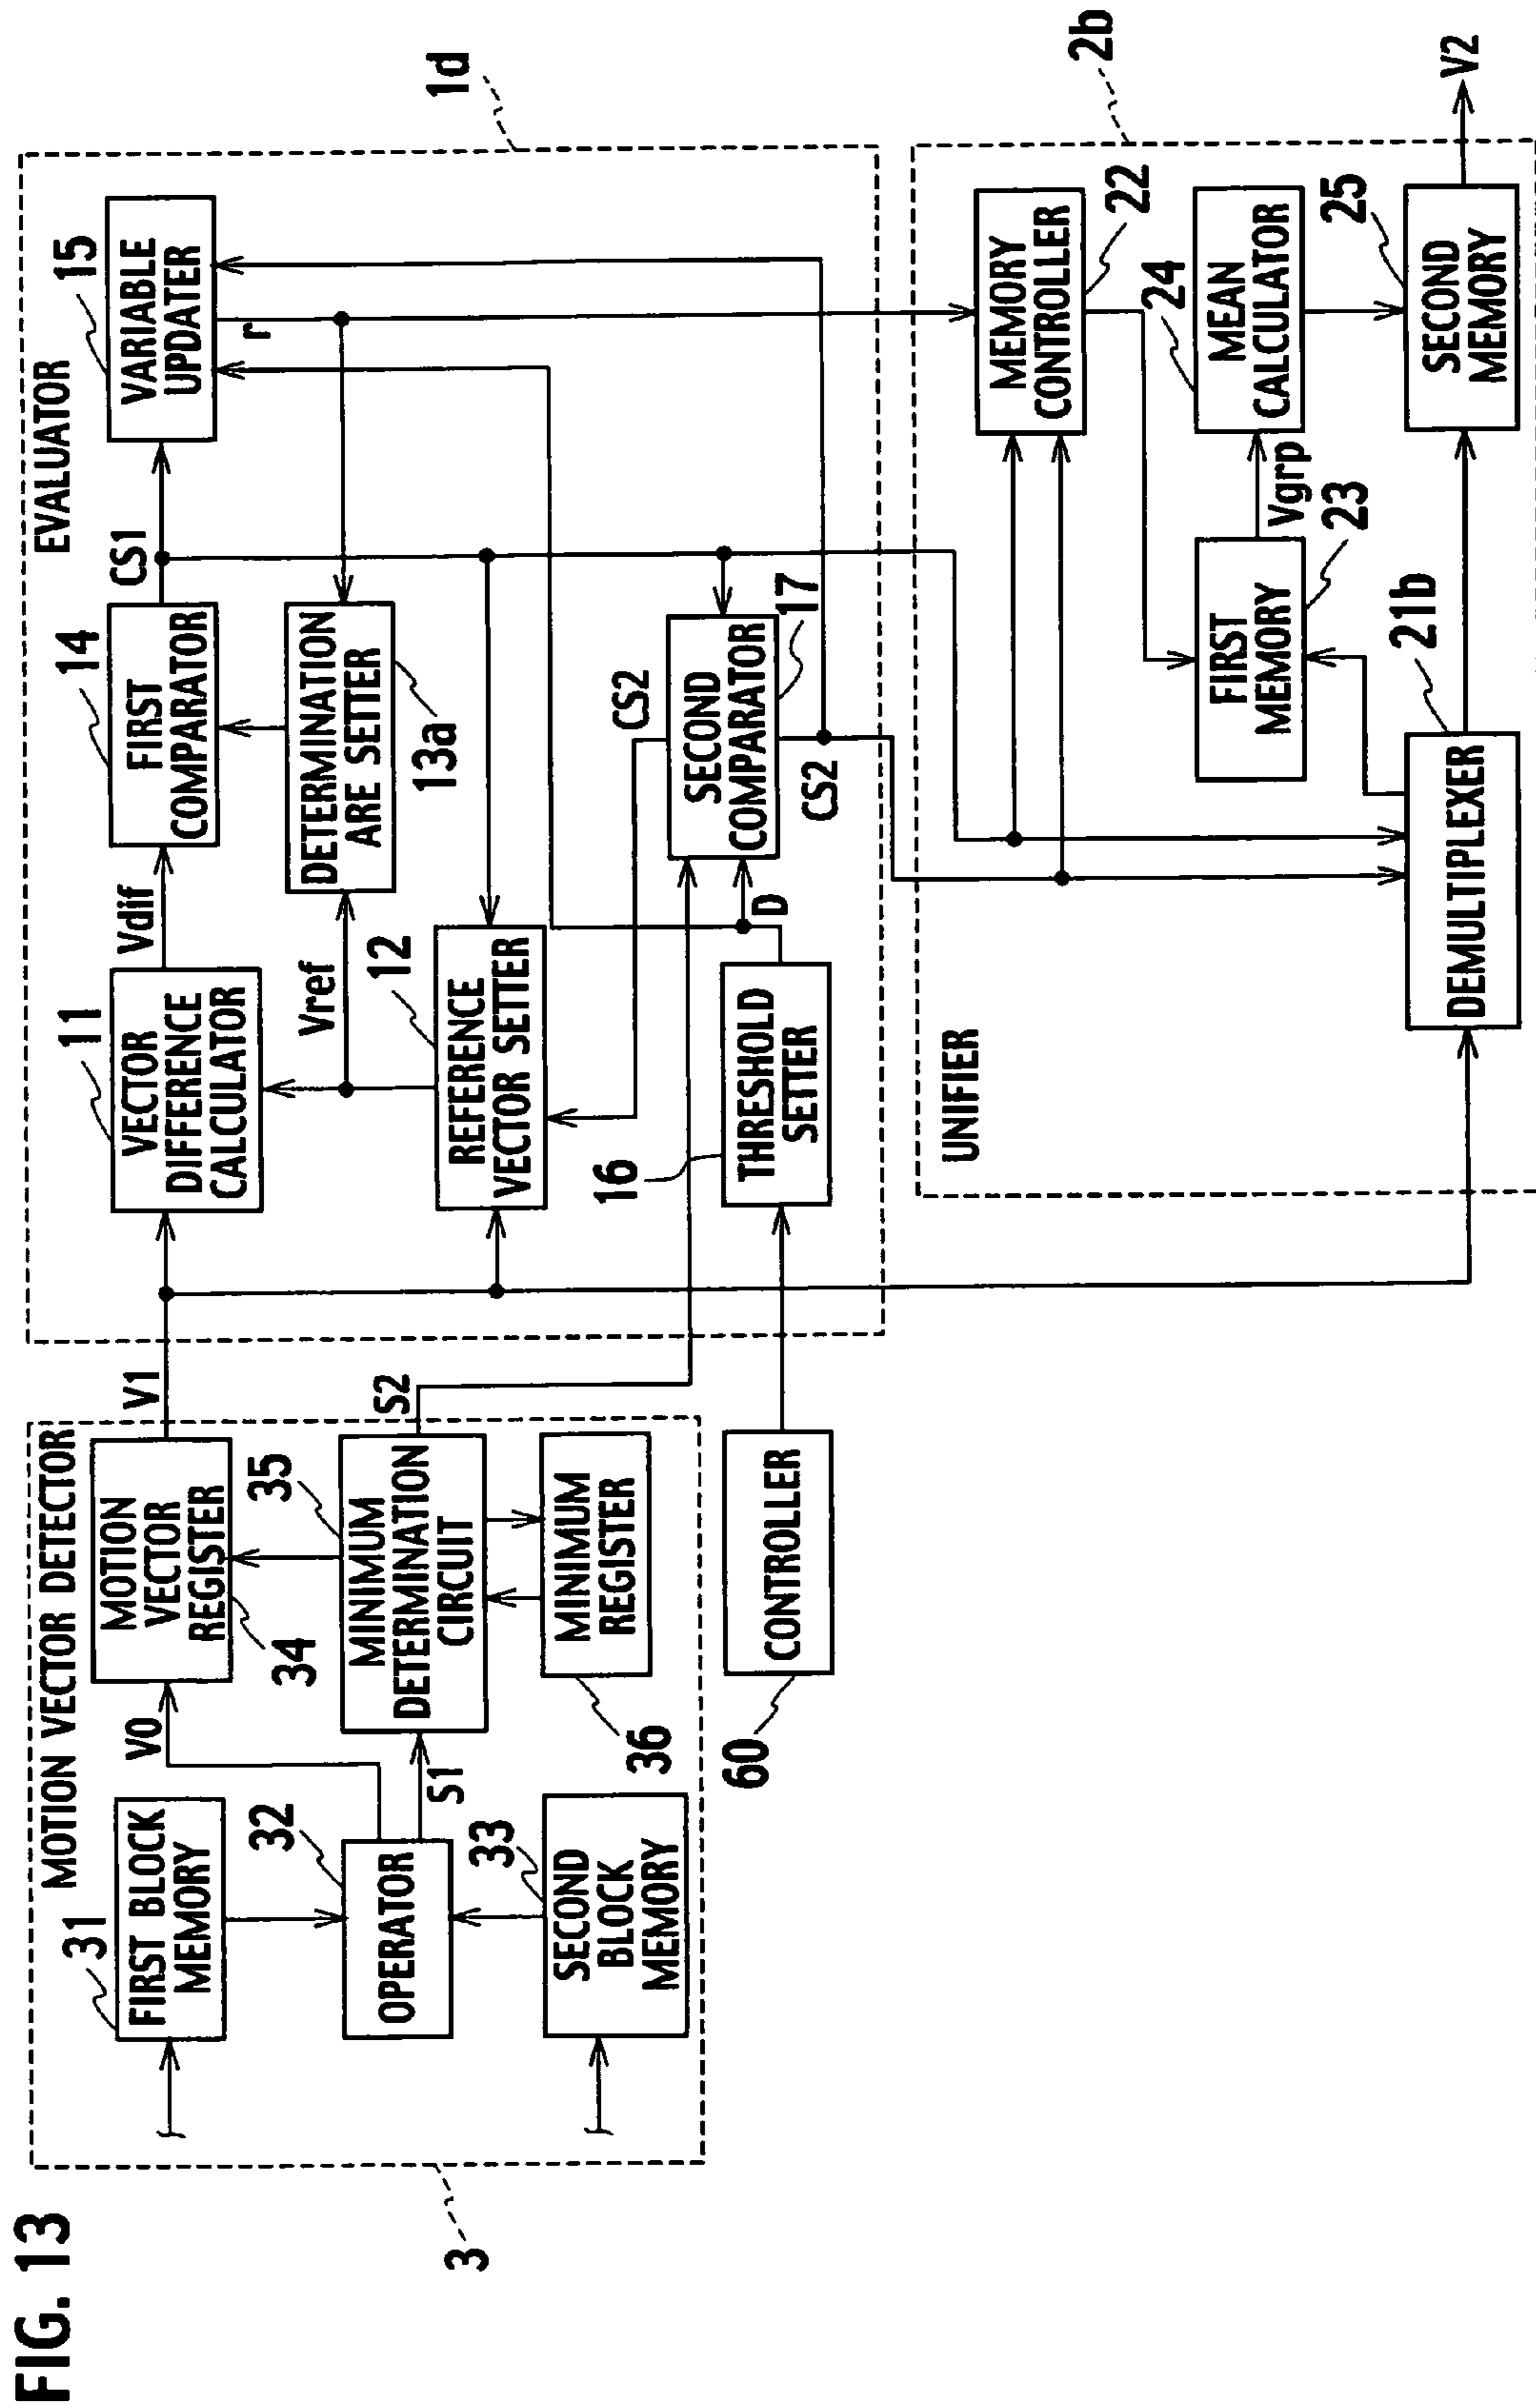 FIG. 13
MOTION VECTOR DETECTOR
3
31
FIRST BLOCK
MEMORY
32
OPERATOR
33
SECOND
BLOCK
MEMORY
V0
S1
MOTION
VECTOR
REGISTER
34
35
MINIMUM
DETERMINATION
CIRCUIT
MINIMUM
REGISTER
36
V1
S2
CONTROLLER
60
EVALUATOR
1d
11
VECTOR
DIFFERENCE
CALCULATOR
Vdif
14
FIRST
COMPARATOR
CS1
15
VARIABLE
UPDATER
r
Vref
DETERMINATION
ARE SETTER
13a
12
REFERENCE
VECTOR SETTER
CS2
SECOND
COMPARATOR
17
CS2
16
THRESHOLD
SETTER
D
UNIFIER
2b
MEMORY
CONTROLLER
22
FIRST
MEMORY
23
Vgrp
24
MEAN
CALCULATOR
21b
DEMULTIPLEXER
25
SECOND
MEMORY
V2